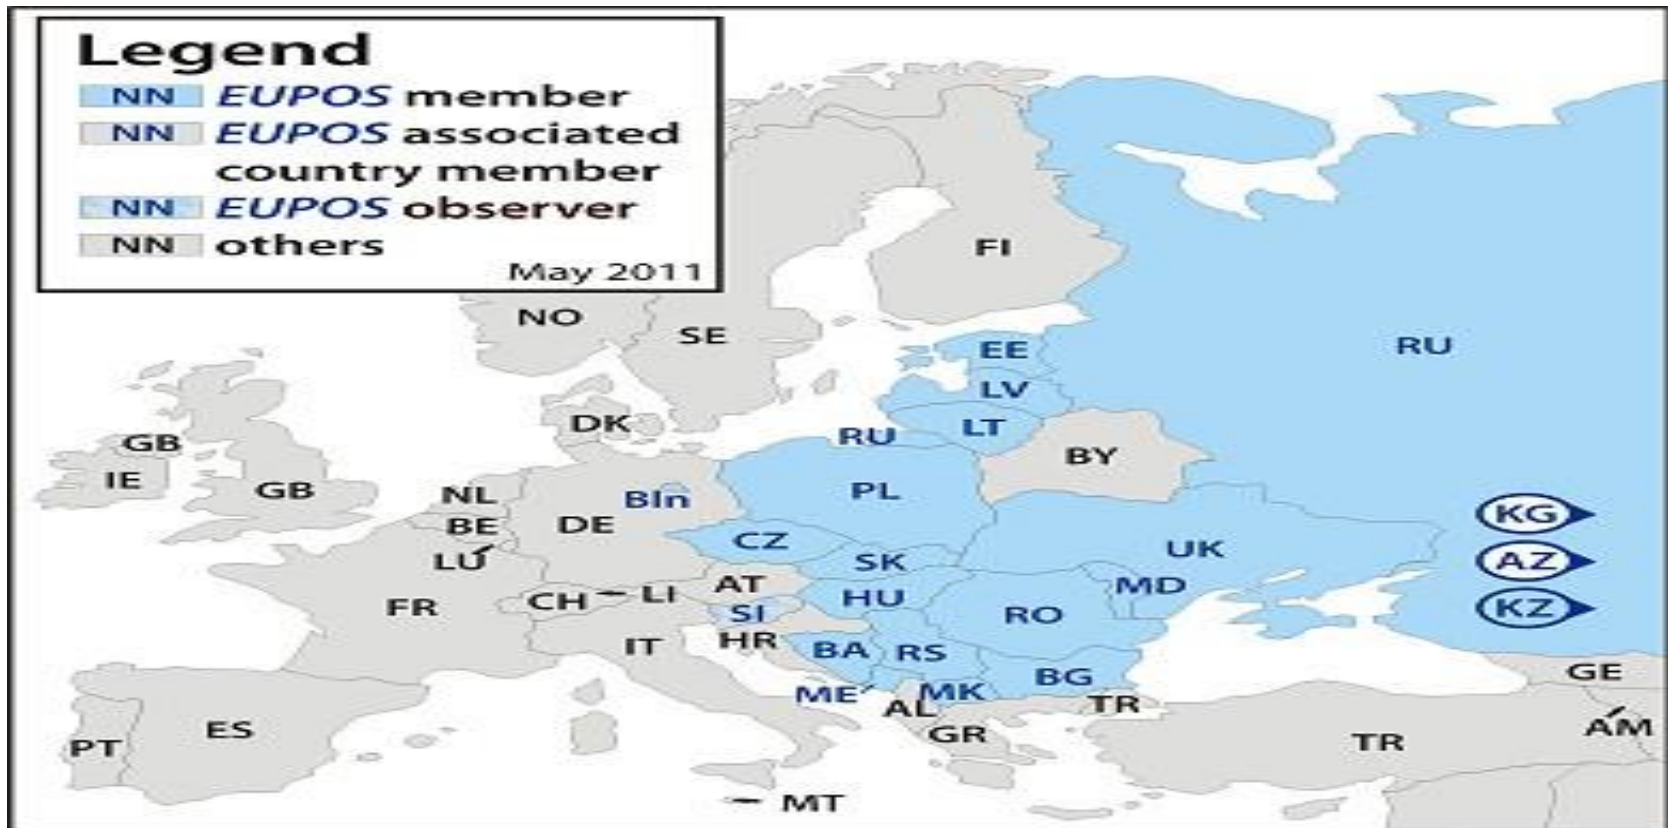 Legend
NN EUPOS member
NN EUPOS associated
country member
NN EUPOS observer
NN others
May 2011
FI
NO
SE
RU
EE
LV
DK
LT
RU
GB
BY
IE
GB
NL
BIn
PL
KG
BE
DE
CZ
UK
LU
SK
AZ
AT
MD
FR
CH
LI
HU
KZ
SI
RO
HR
IT
BA
RS
GE
BG
ME
MK
AL
TR
ES
GR
AM
PT
TR
MT